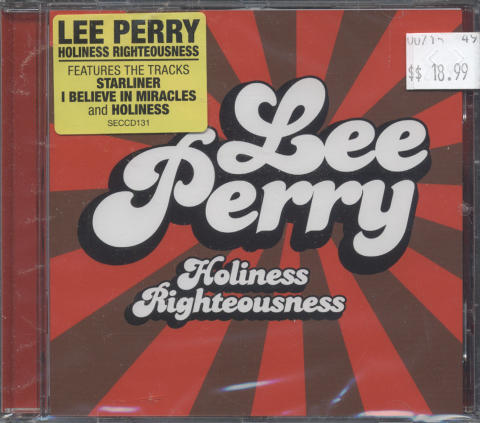 LEE PERRY
HOLINESS RIGHTEOUSNESS
FEATURES THE TRACKS
STARLINER
I BELIEVE IN MIRACLES
and HOLINESS
SECCD131
$$ 18.99
Lee
Perry
Holiness
Righteousness